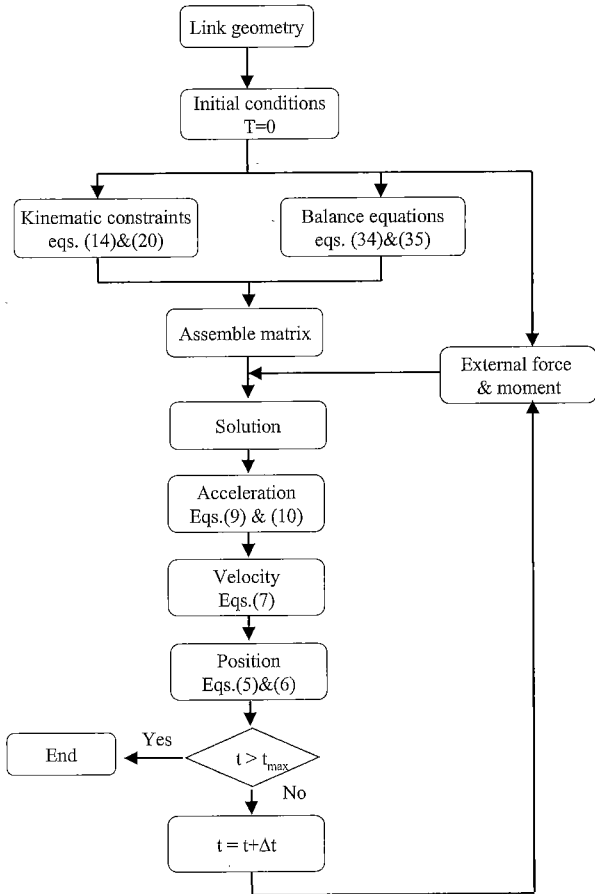 Link geometry
Initial conditions
T=0
Kinematic constraints
eqs. (14)&(20)
Balance equations
eqs. (34)&(35)
Assemble matrix
External force
& moment
Solution
Acceleration
Eqs.(9) & (10)
Velocity
Eqs.(7)
Position
Eqs.(5)&(6)
Yes
End
t > tmax
No
t = t+Δt